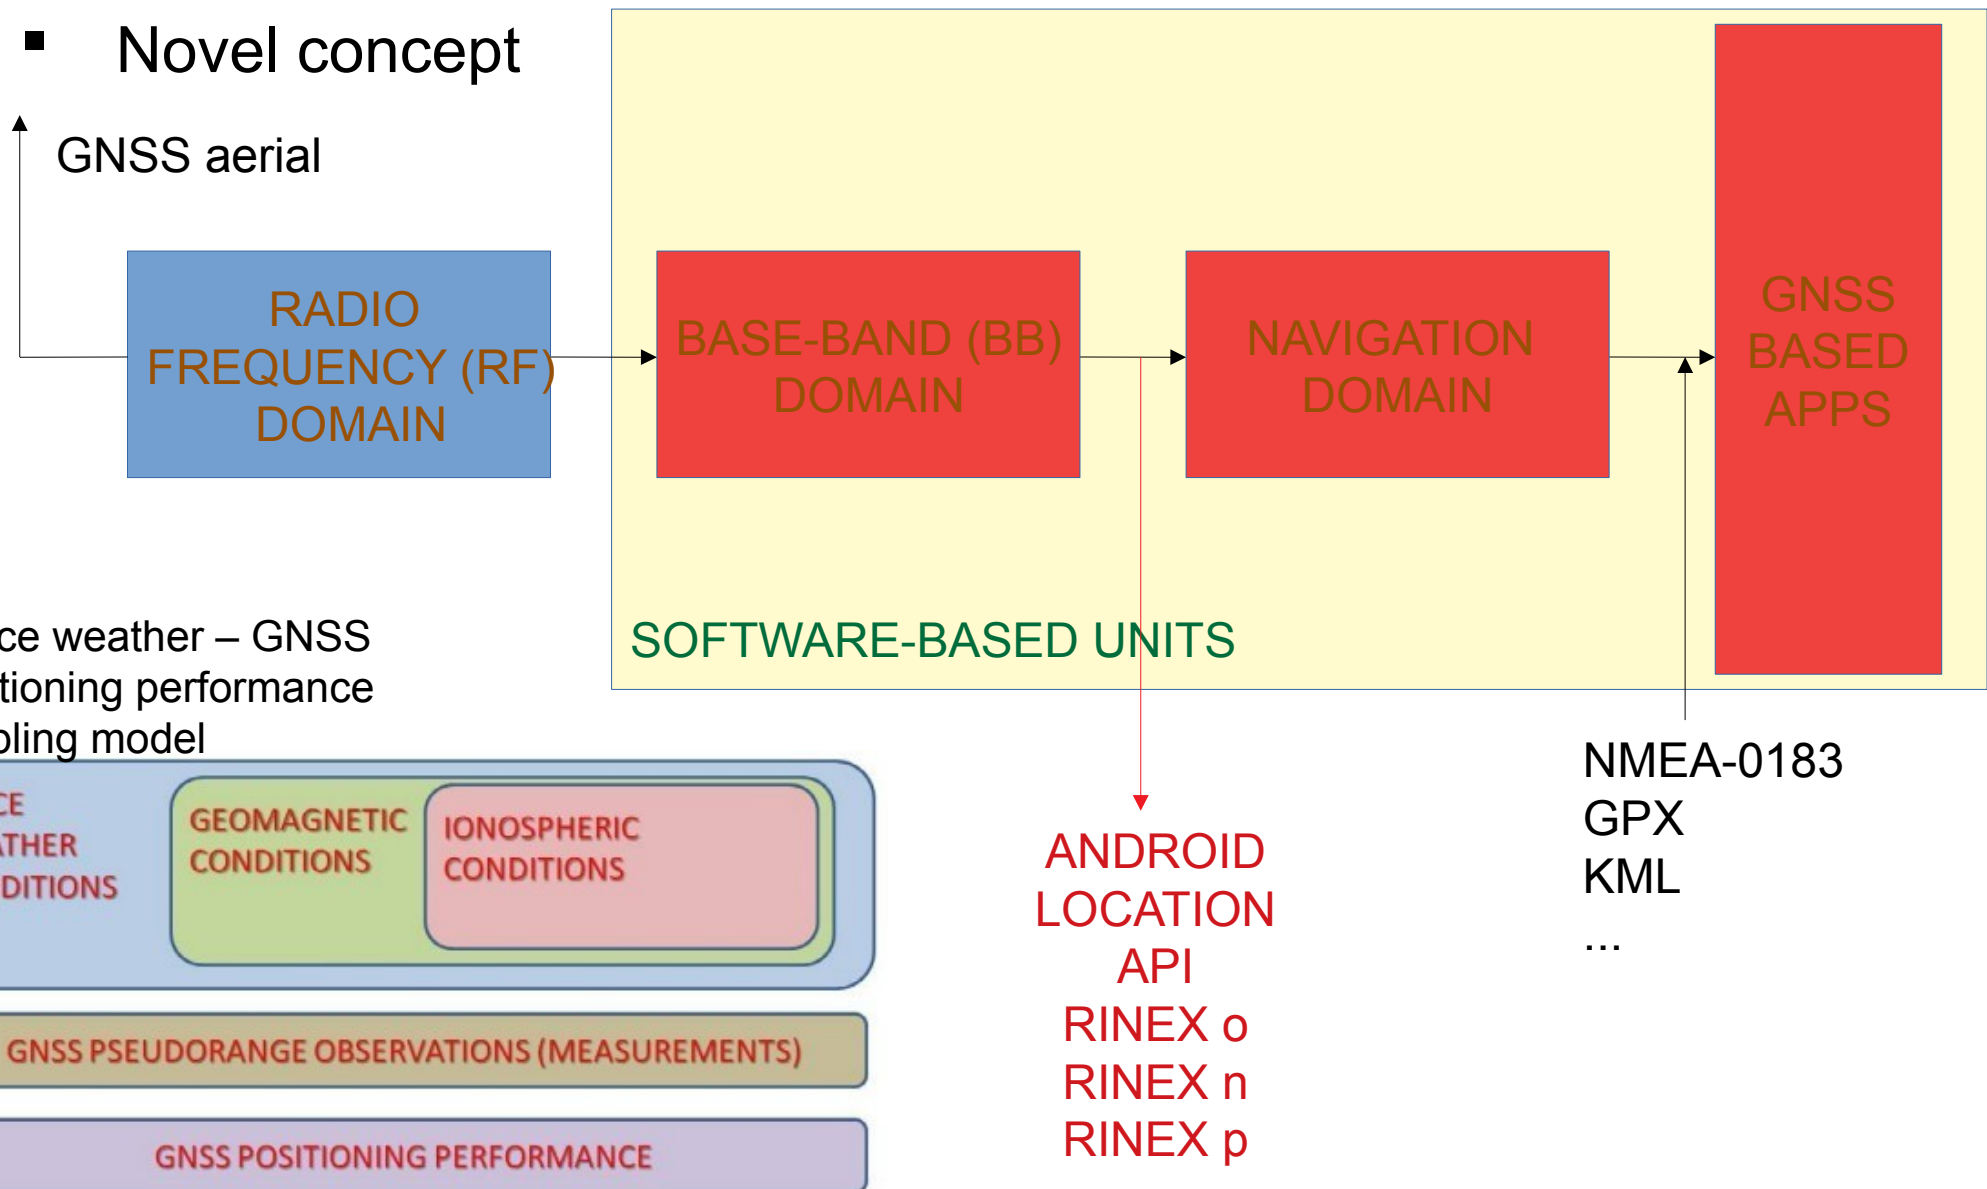 ▪ Novel concept
GNSS aerial
RADIO
FREQUENCY (RF)
DOMAIN
BASE-BAND (BB)
DOMAIN
NAVIGATION
DOMAIN
GNSS
BASED
APPS
SOFTWARE-BASED UNITS
ce weather – GNSS
tioning performance
pling model
CE
ATHER
DITIONS
GEOMAGNETIC
CONDITIONS
IONOSPHERIC
CONDITIONS
GNSS PSEUDORANGE OBSERVATIONS (MEASUREMENTS)
GNSS POSITIONING PERFORMANCE
ANDROID
LOCATION
API
RINEX o
RINEX n
RINEX p
NMEA-0183
GPX
KML
...